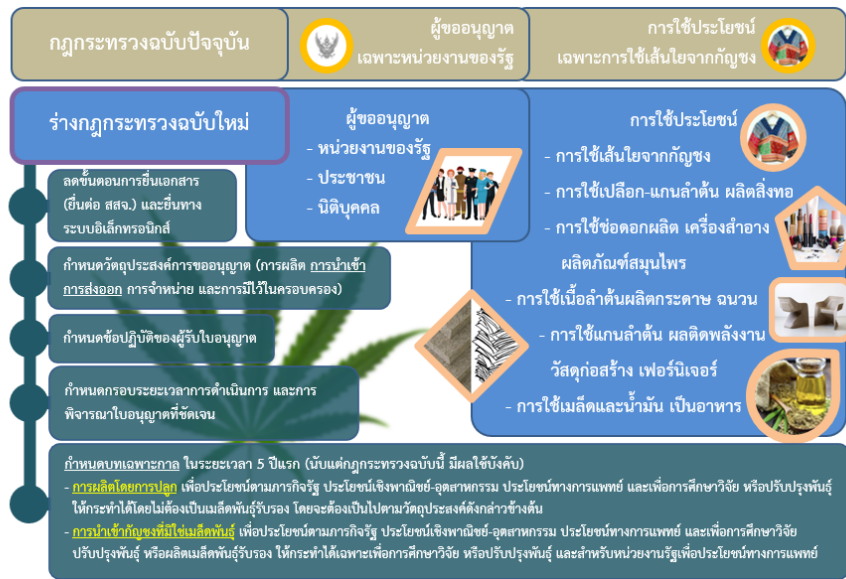 กฎกระทรวงฉบับปัจจุบัน
ผู้ขออนุญาต
เฉพาะหน่วยงานของรัฐ
การใช้ประโยชน์
เฉพาะการใช้เส้นใยจากกัญชง
ร่างกฎกระทรวงฉบับใหม่
ผู้ขออนุญาต
- หน่วยงานของรัฐ
- ประชาชน
- นิติบุคคล
การใช้ประโยชน์
- การใช้เส้นใยจากกัญชง
- การใช้เปลือก-แกนลำต้น ผลิตสิ่งทอ
- การใช้ช่อดอกผลิต เครื่องสำอาง
ผลิตภัณฑ์สมุนไพร
- การใช้เนื้อลำต้นผลิตกระดาษ ฉนวน
- การใช้แกนลำต้น ผลติดพลังงาน
วัสดุก่อสร้าง เฟอร์นิเจอร์
- การใช้เมล็ดและน้ำมัน เป็นอาหาร
ลดขั้นตอนการยื่นเอกสาร
(ยื่นต่อ สสจ.) และยื่นทาง
ระบบอิเล็กทรอนิกส์
กำหนดวัตถุประสงค์การขออนุญาต (การผลิต การนำเข้า
การส่งออก การจำหน่าย และการมีไว้ในครอบครอง)
กำหนดข้อปฏิบัติของผู้รับใบอนุญาต
กำหนดกรอบระยะเวลาการดำเนินการ และการ
พิจารณาใบอนุญาตที่ชัดเจน
กำหนดบทเฉพาะกาล ในระยะเวลา 5 ปีแรก (นับแต่กฎกระทรวงฉบับนี้ มีผลใช้บังคับ)
- การผลิตโดยการปลูก เพื่อประโยชน์ตามภารกิจรัฐ ประโยชน์เชิงพาณิชย์-อุตสาหกรรม ประโยชน์ทางการแพทย์ และเพื่อการศึกษาวิจัย หรือปรับปรุงพันธุ์
ให้กระทำได้โดยไม่ต้องเป็นเมล็ดพันธุ์รับรอง โดยจะต้องเป็นไปตามวัตถุประสงค์ดังกล่าวข้างต้น
- การนำเข้ากัญชงที่มิใช่เมล็ดพันธุ์ เพื่อประโยชน์ตามภารกิจรัฐ ประโยชน์เชิงพาณิชย์-อุตสาหกรรม ประโยชน์ทางการแพทย์ และเพื่อการศึกษาวิจัย
ปรับปรุงพันธุ์ หรือผลิตเมล็ดพันธุ์รับรอง ให้กระทำได้เฉพาะเพื่อการศึกษาวิจัย หรือปรับปรุงพันธุ์ และสำหรับหน่วยงานรัฐเพื่อประโยชน์ทางการแพทย์